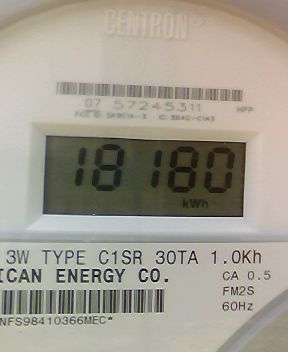 CENTRON®
07 57245311
18180
kWh
3W TYPE C1SR 30TA 1.0Kh
ICAN ENERGY CO.
CA 0.5
FM2S
60Hz
NFS98410366MEC*